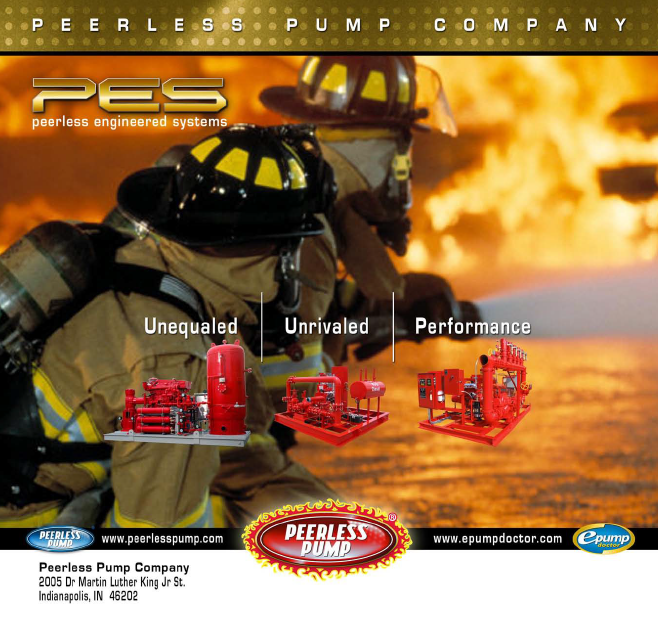 PEERLESS PUMP COMPANY
PES
peerless engineered systems
Unequaled Unrivaled Performance
PEERLESS PUMP www.peerlesspump.com PEERLESS PUMP ® www.epumpdoctor.com epump doctor
Peerless Pump Company
2005 Dr Martin Luther King Jr St.
Indianapolis, IN 46202